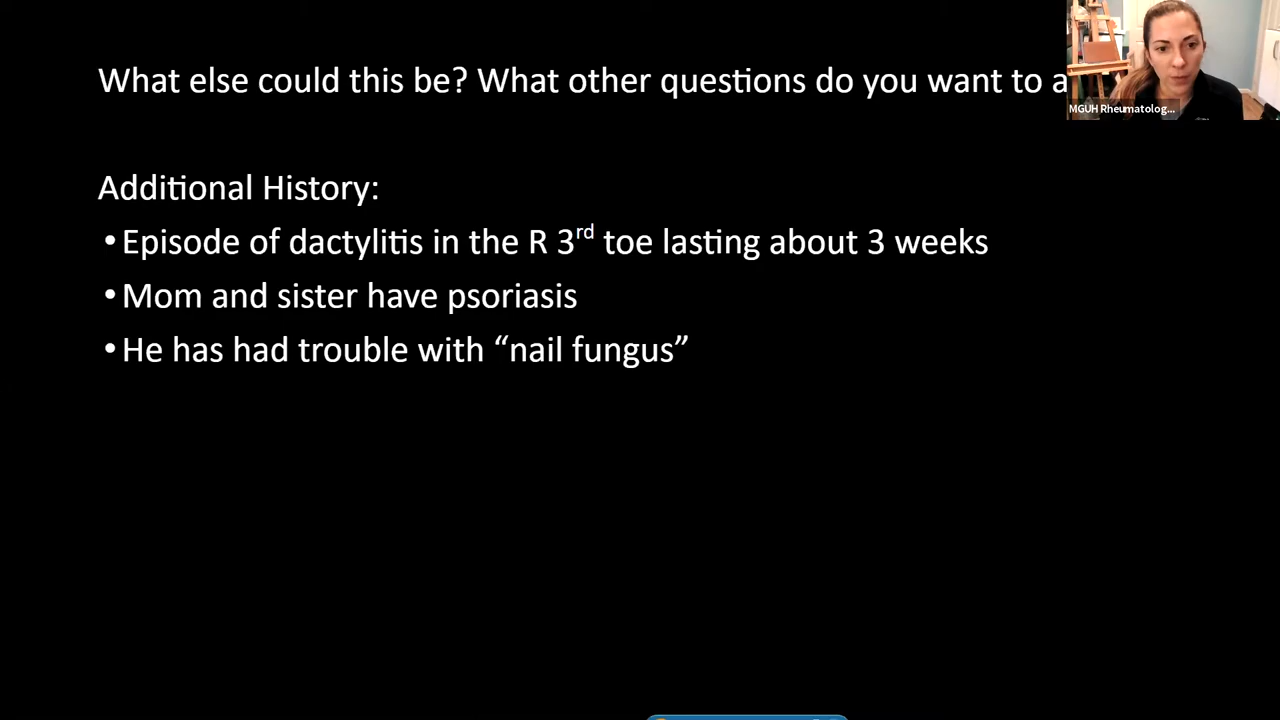 What else could this be? What other questions do you want to a
MGUH Rheumatolog...
Additional History:
•Episode of dactylitis in the R 3rd toe lasting about 3 weeks
•Mom and sister have psoriasis
•He has had trouble with “nail fungus”